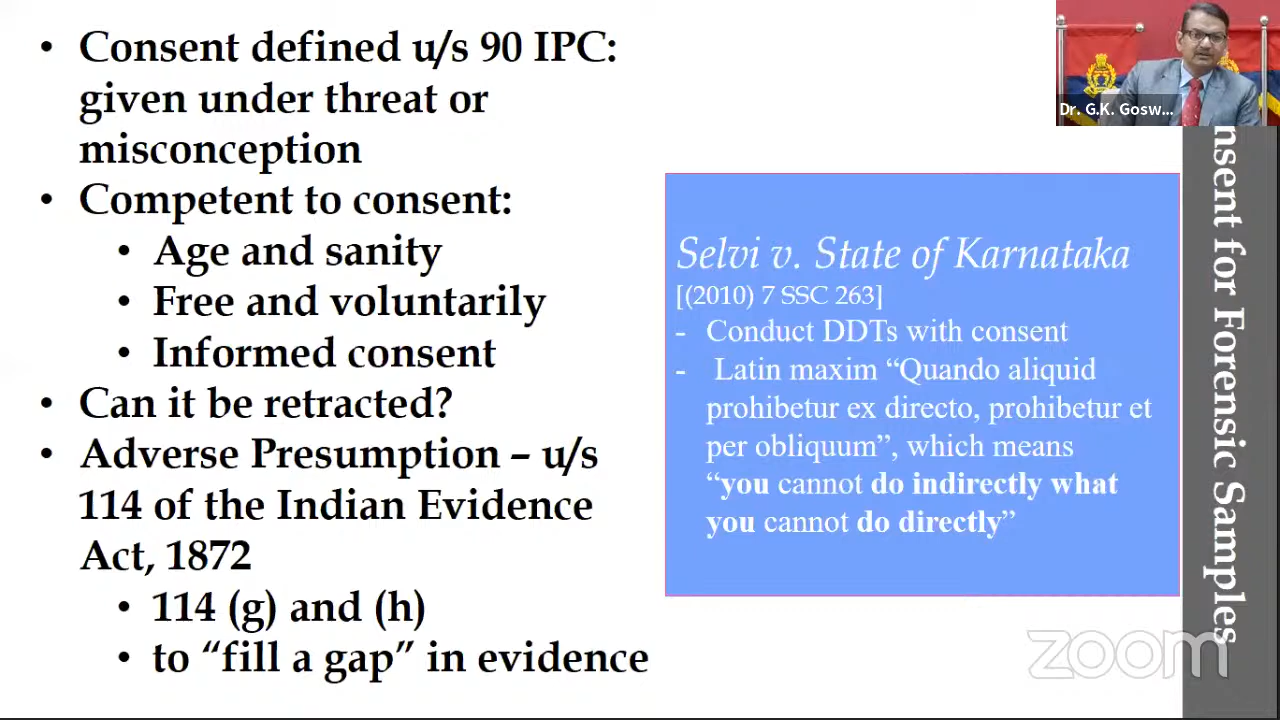 • Consent defined u/s 90 IPC:
given under threat or
misconception
• Competent to consent:
• Age and sanity
• Free and voluntarily
• Informed consent
• Can it be retracted?
• Adverse Presumption – u/s
114 of the Indian Evidence
Act, 1872
• 114 (g) and (h)
• to “fill a gap” in evidence
Selvi v. State of Karnataka
[(2010) 7 SSC 263]
- Conduct DDTs with consent
- Latin maxim “Quando aliquid
prohibetur ex directo, prohibetur et
per obliquum”, which means
“you cannot do indirectly what
you cannot do directly”
Dr. G.K. Gosw...
nsent for Forensic Samples
zoom